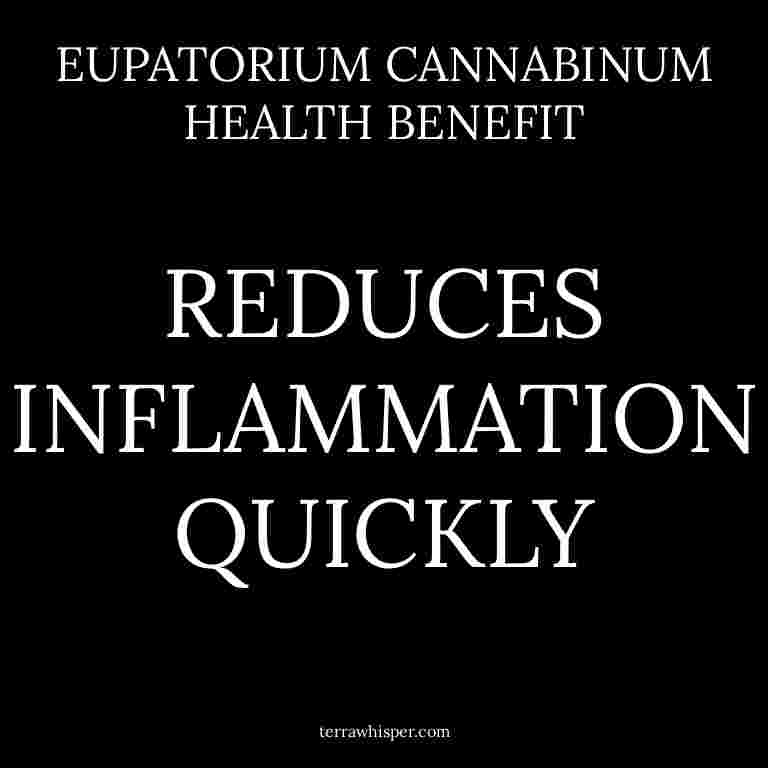 EUPATORIUM CANNABINUM
HEALTH BENEFIT
REDUCES
INFLAMMATION
QUICKLY
terrawhisper.com